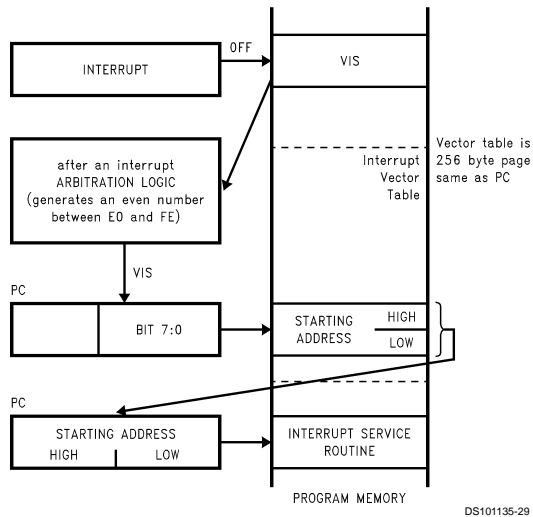 INTERRUPT
OFF
VIS
after an interrupt
ARBITRATION LOGIC
(generates an even number
between E0 and FE)
Interrupt
Vector
Table
Vector table is
256 byte page
same as PC
VIS
PC
BIT 7:0
STARTING
ADDRESS
HIGH
LOW
PC
STARTING ADDRESS
HIGH
LOW
INTERRUPT SERVICE
ROUTINE
PROGRAM MEMORY
DS101135-29